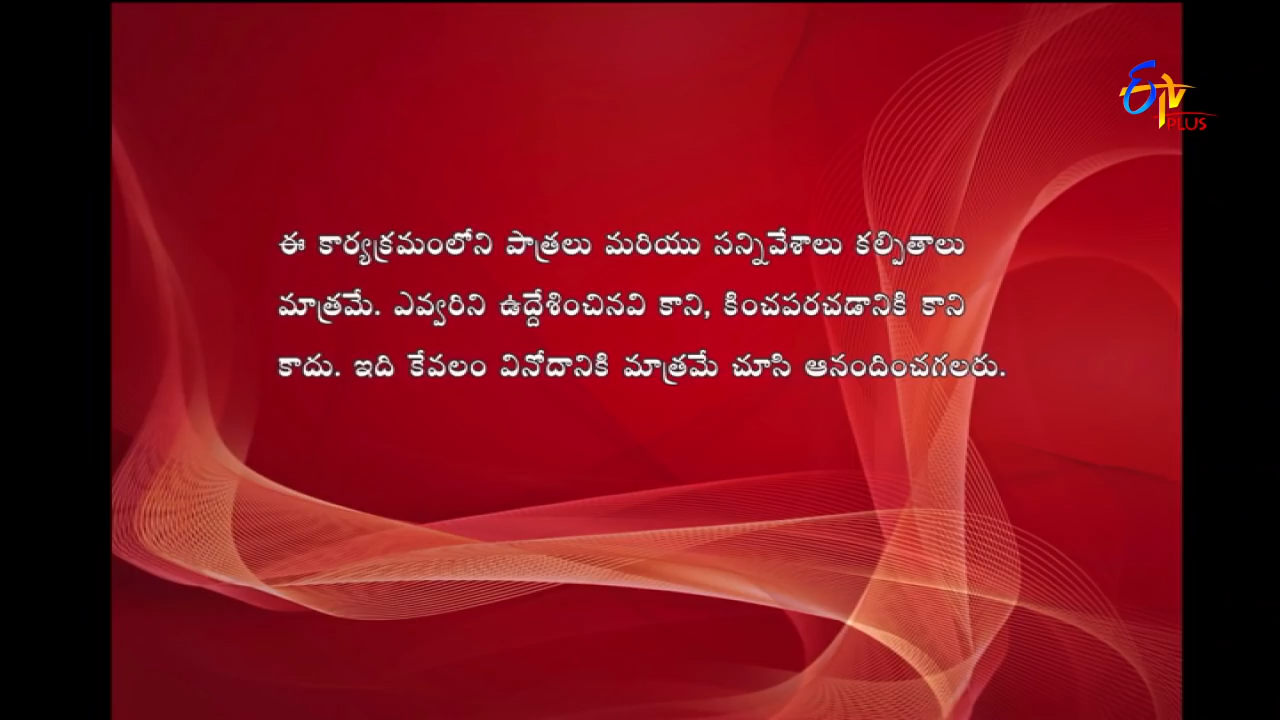 ETV
PLUS
ఈ కార్యక్రమంలోని పాత్రలు మరియు సన్నివేశాలు కల్పితాలు
మాత్రమే. ఎవ్వరిని ఉద్దేశించినవి కాని, కించపరచడానికి కాని
కాదు. ఇది కేవలం వినోదానికి మాత్రమే చూసి ఆనందించగలరు.